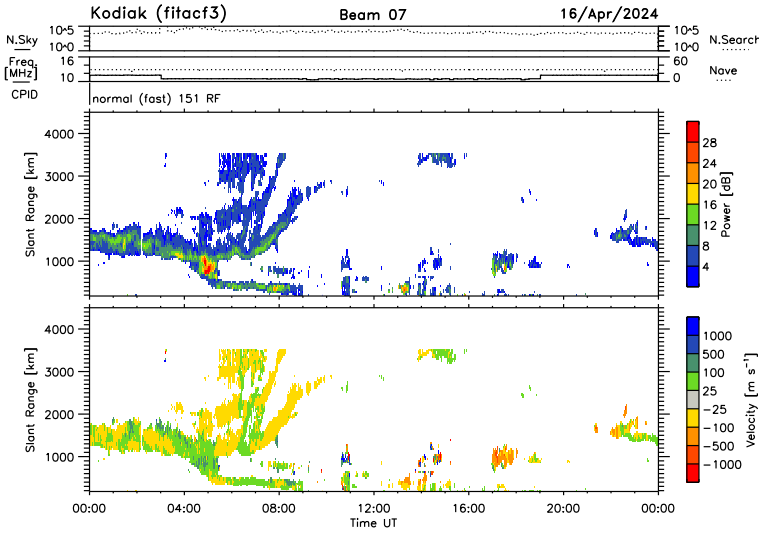 Kodiak (fitacf3) Beam 07 16/Apr/2024
N.Sky 10^5 10^0 10^5 10^0 N.Search
Freq. [MHz] 16 10 60 0 Nave
CPID normal (fast) 151 RF
Slant Range [km] 4000 3000 2000 1000
Power [dB] 28 24 20 16 12 8 4
Slant Range [km] 4000 3000 2000 1000
Velocity [m s⁻¹] 1000 500 100 25 −25 −100 −500 −1000
00:00 04:00 08:00 12:00 16:00 20:00 00:00
Time UT